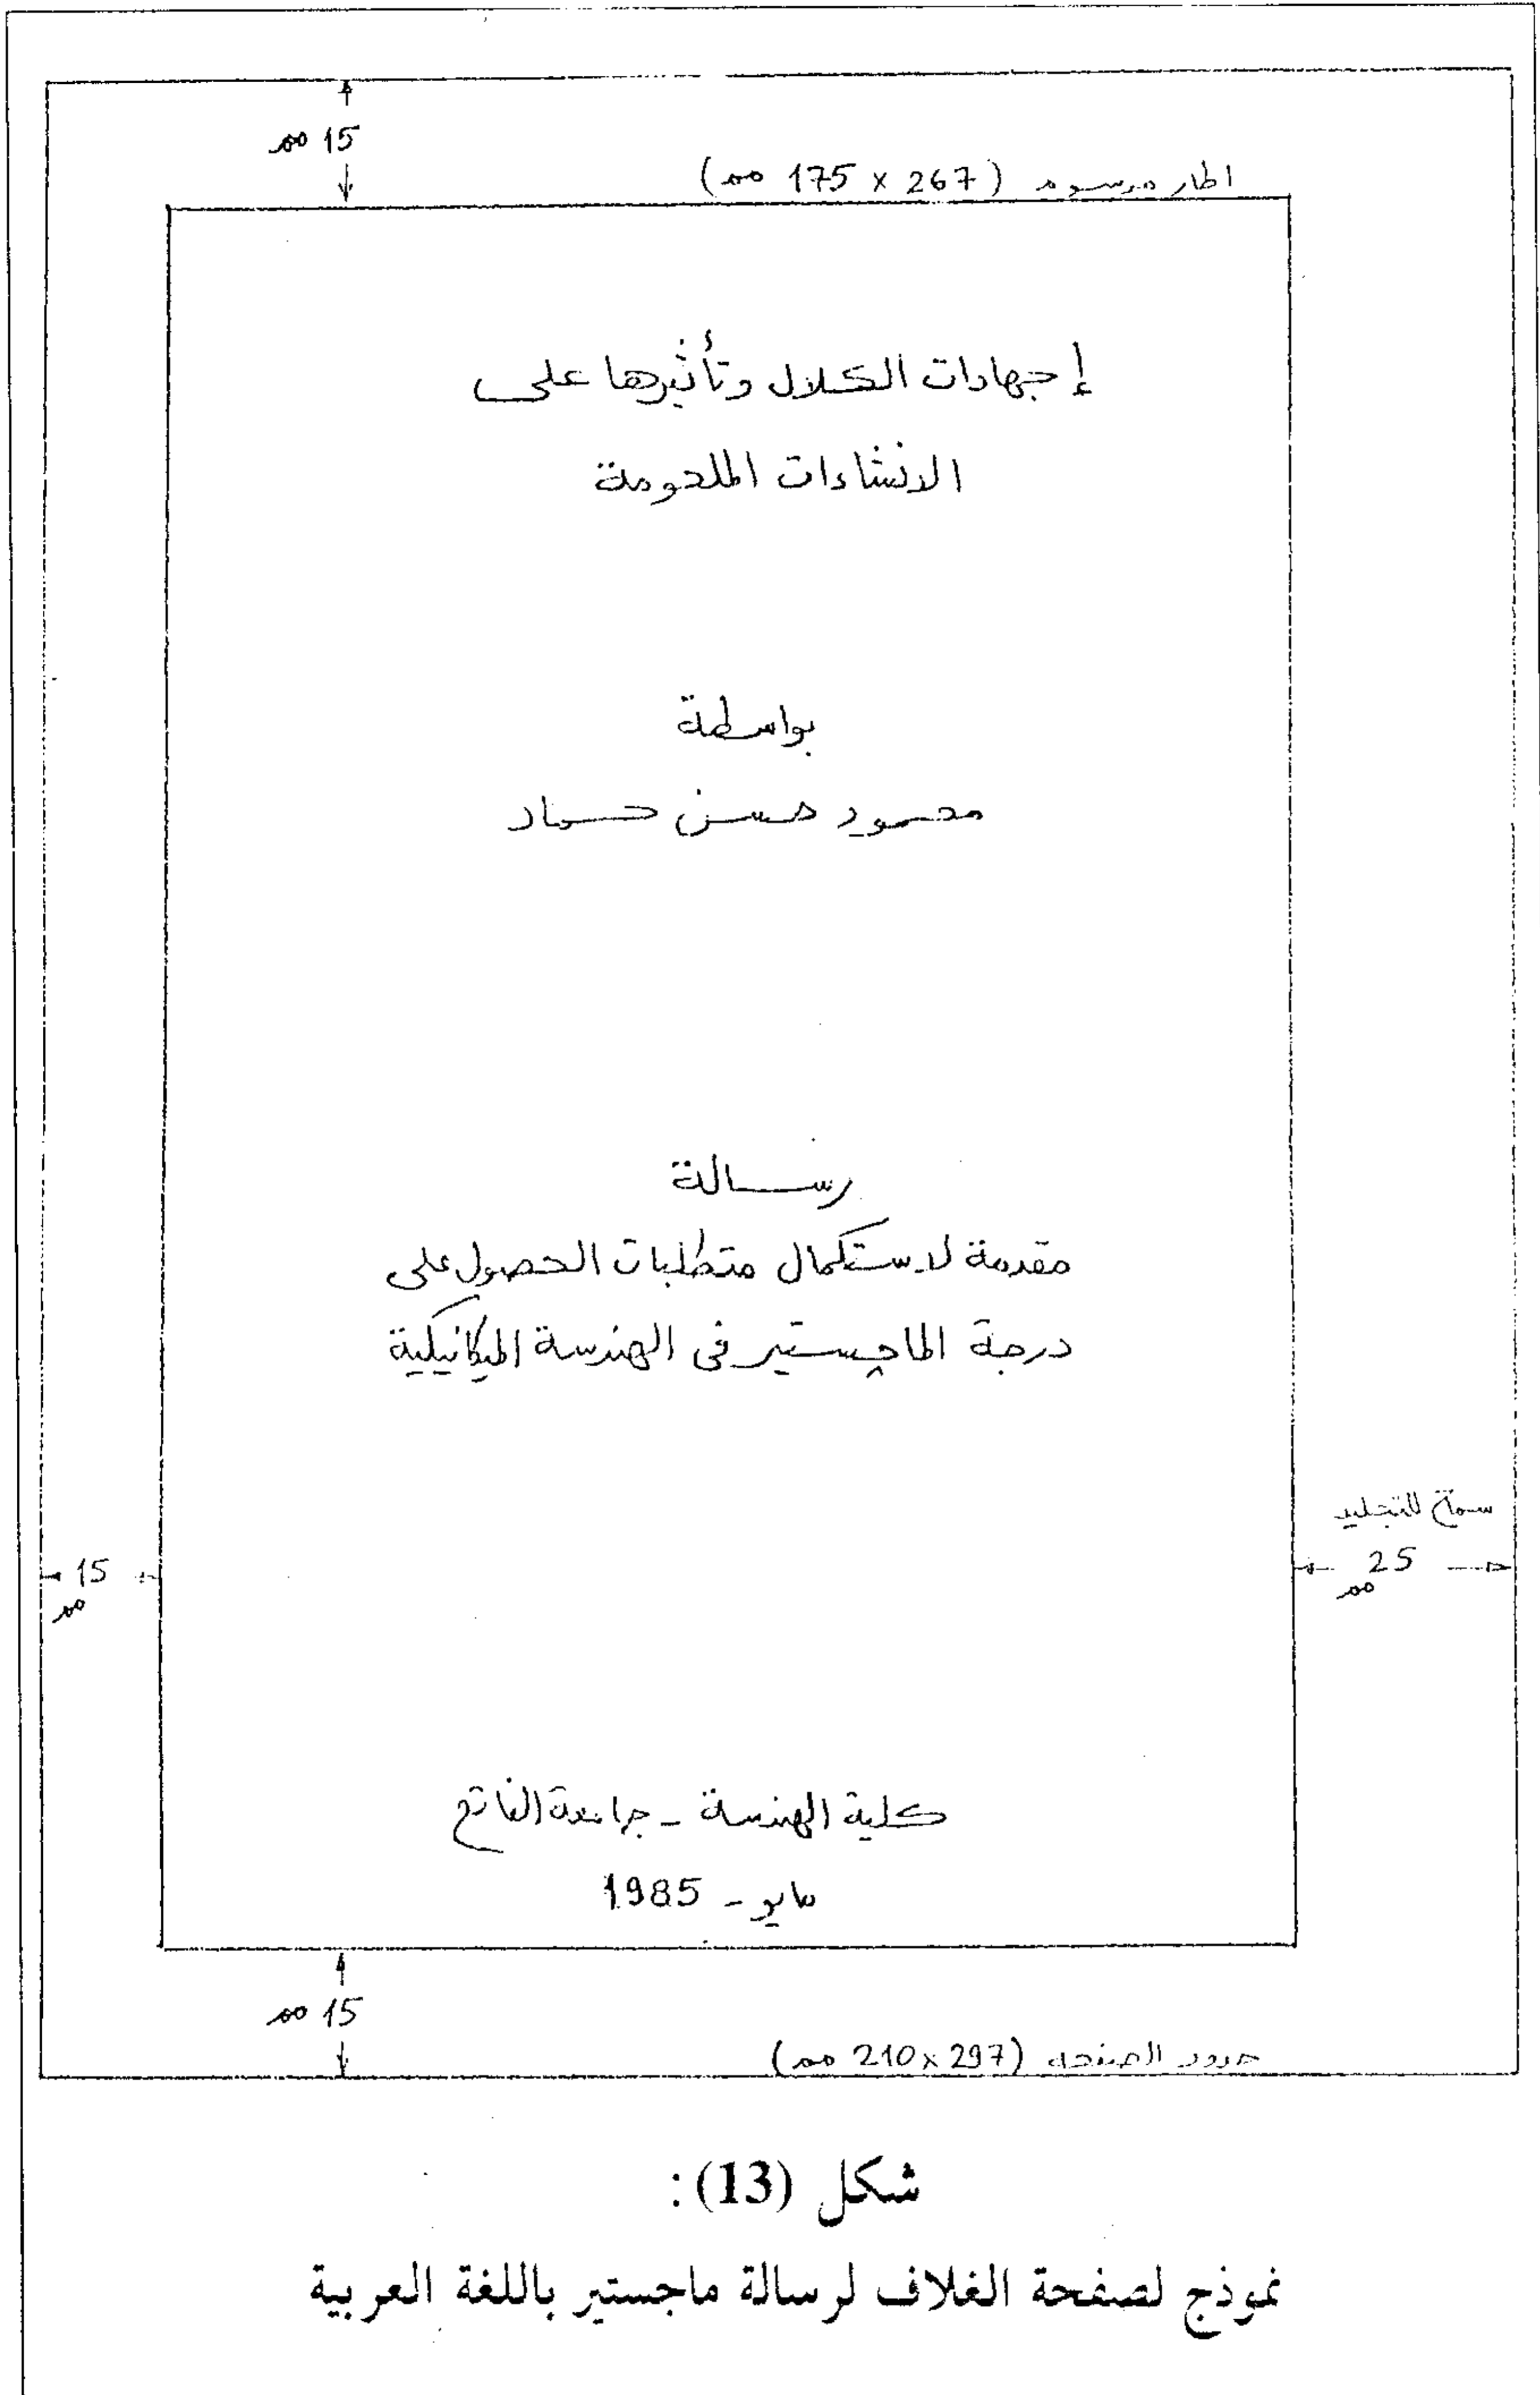 15 مم
اطار مرسوم (267 × 175 مم)
إجهادات الكلال وتأثيرها على
الانشاءات الملحومة
بواسطة
محمود حسن حماد
رسالة
مقدمة لاستكمال متطلبات الحصول على
درجة الماجستير في الهندسة الميكانيكية
سماح للتجليد
25
مم
15
مم
كلية الهندسة - جامعة الفاتح
مايو - 1985
15 مم
حدود الصفحه (297 × 210 مم)
شكل (13):
نموذج لصفحة الغلاف لرسالة ماجستير باللغة العربية